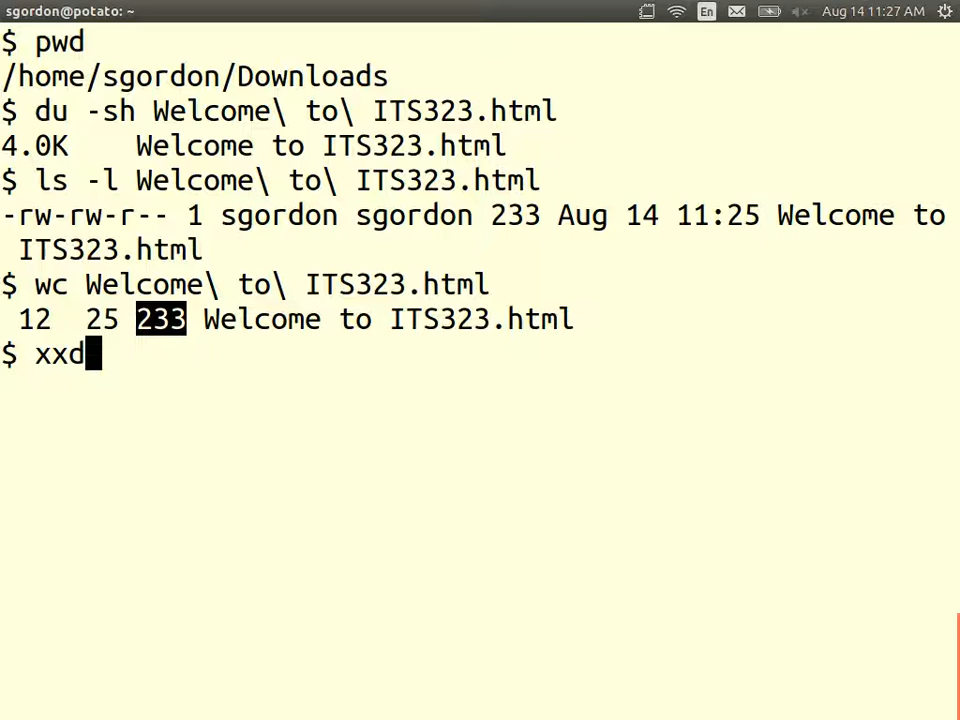 sgordon@potato: ~
En
Aug 14 11:27 AM
$ pwd
/home/sgordon/Downloads
$ du -sh Welcome\ to\ ITS323.html
4.0K    Welcome to ITS323.html
$ ls -l Welcome\ to\ ITS323.html
-rw-rw-r-- 1 sgordon sgordon 233 Aug 14 11:25 Welcome to
 ITS323.html
$ wc Welcome\ to\ ITS323.html
 12  25 233 Welcome to ITS323.html
$ xxd